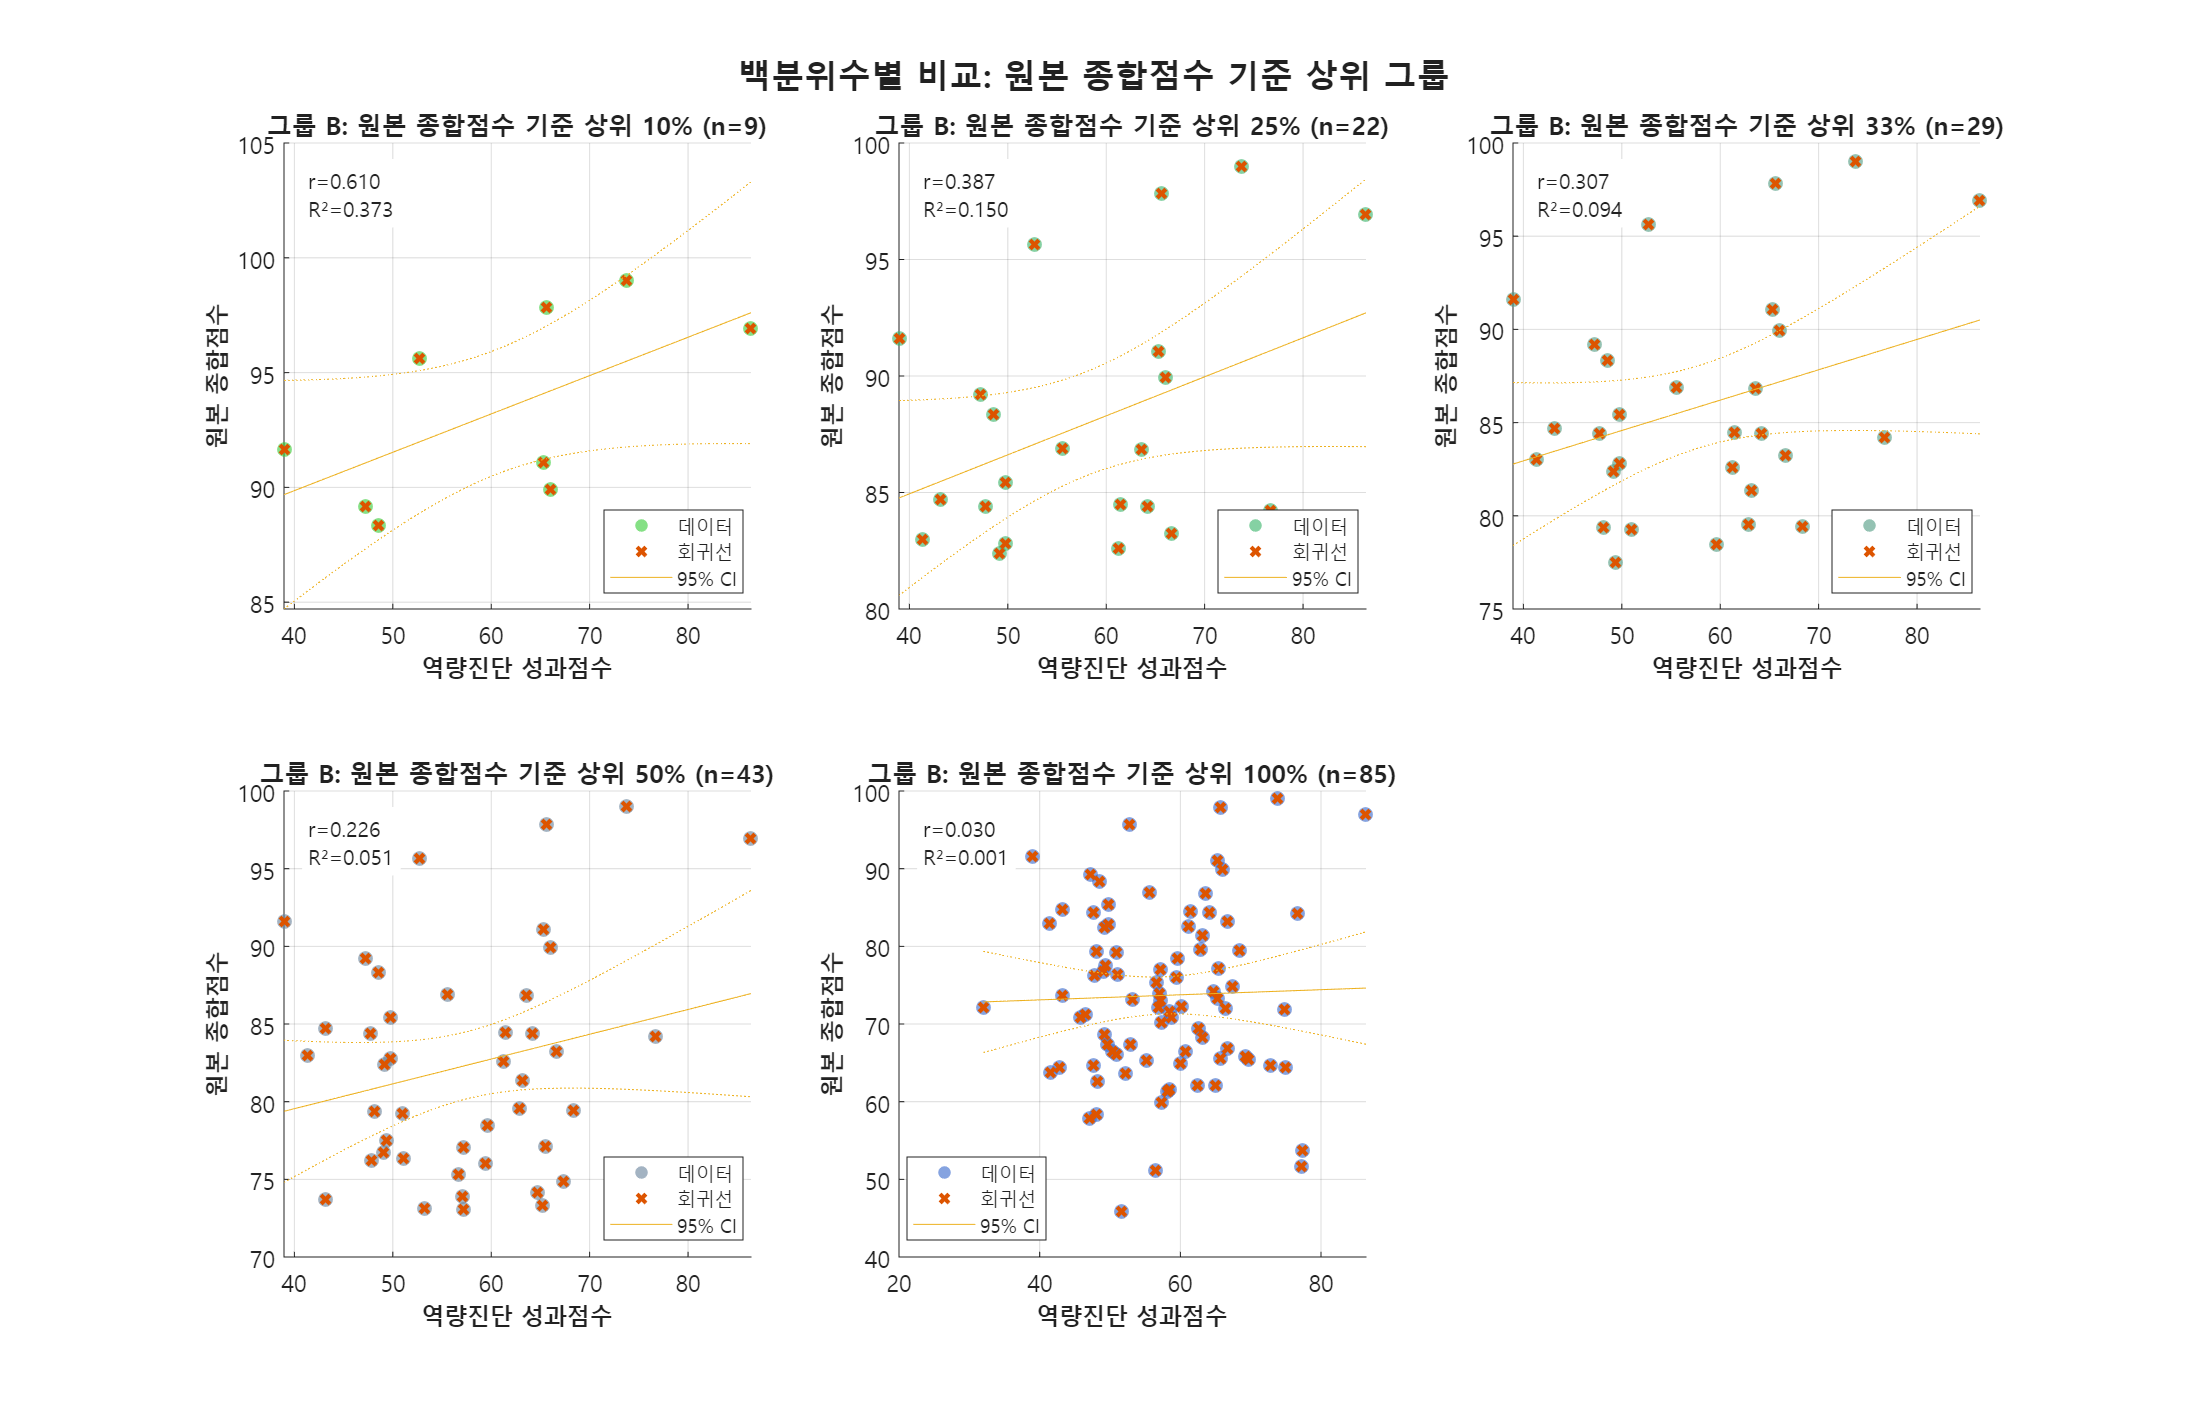 백분위수별 비교: 원본 종합점수 기준 상위 그룹
그룹 B: 원본 종합점수 기준 상위 10% (n=9)
r=0.610
R²=0.373
105
100
95
90
85
40 50 60 70 80
원본 종합점수
역량진단 성과점수
데이터
회귀선
95% CI
그룹 B: 원본 종합점수 기준 상위 25% (n=22)
r=0.387
R²=0.150
100
95
90
85
80
40 50 60 70 80
원본 종합점수
역량진단 성과점수
데이터
회귀선
95% CI
그룹 B: 원본 종합점수 기준 상위 33% (n=29)
r=0.307
R²=0.094
100
95
90
85
80
75
40 50 60 70 80
원본 종합점수
역량진단 성과점수
데이터
회귀선
95% CI
그룹 B: 원본 종합점수 기준 상위 50% (n=43)
r=0.226
R²=0.051
100
95
90
85
80
75
70
40 50 60 70 80
원본 종합점수
역량진단 성과점수
데이터
회귀선
95% CI
그룹 B: 원본 종합점수 기준 상위 100% (n=85)
r=0.030
R²=0.001
100
90
80
70
60
50
40
20 40 60 80
원본 종합점수
역량진단 성과점수
데이터
회귀선
95% CI